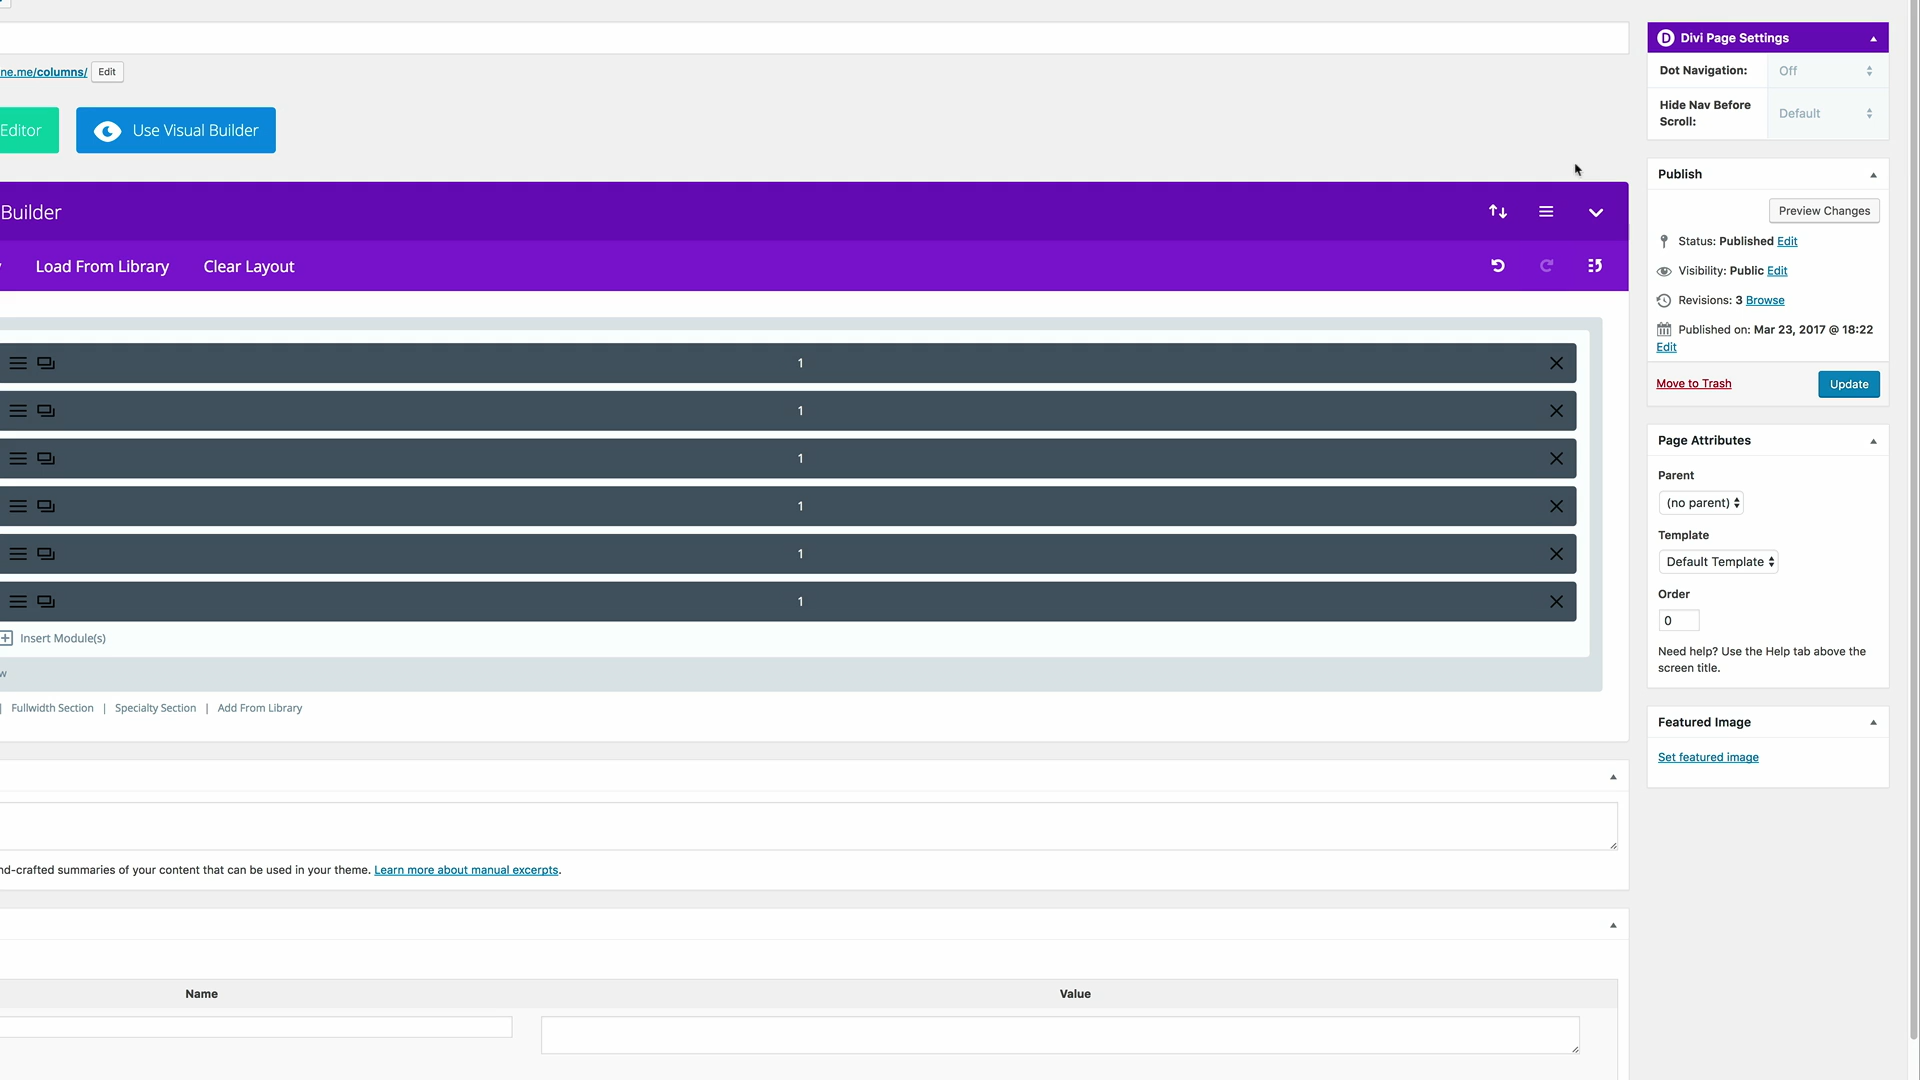 Divi Page Settings
ne.me/columns/ Edit
Dot Navigation: Off
Hide Nav Before Scroll: Default
Editor
Use Visual Builder
Publish
Preview Changes
Builder
Status: Published Edit
Load From Library
Clear Layout
Visibility: Public Edit
Revisions: 3 Browse
Published on: Mar 23, 2017 @ 18:22
Edit
1
1
1
1
1
1
Move to Trash
Update
Page Attributes
Parent
(no parent)
Template
Default Template
Order
0
Need help? Use the Help tab above the
screen title.
Insert Module(s)
w
| Fullwidth Section | Specialty Section | Add From Library
Featured Image
Set featured image
nd-crafted summaries of your content that can be used in your theme. Learn more about manual excerpts.
Name
Value